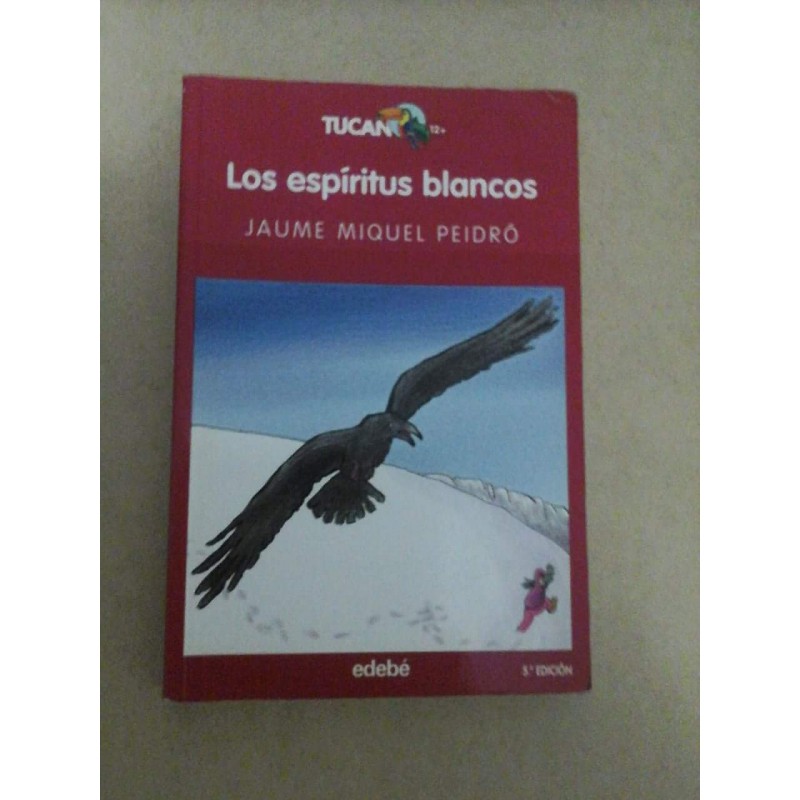 TUCAN 12+
Los espíritus blancos
JAUME MIQUEL PEIDRÓ
edebé
5.ª EDICIÓN